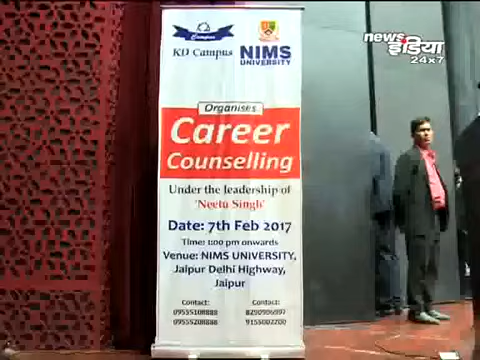 news
इंडिया
24x7
Campus
KD Campus
NIMS
UNIVERSITY
Organises
Career
Counselling
Under the leadership of
'Neetu Singh'
Date: 7th Feb 2017
Time: 1:00 pm onwards
Venue: NIMS UNIVERSITY,
Jaipur Delhi Highway,
Jaipur
Contact:
Contact: